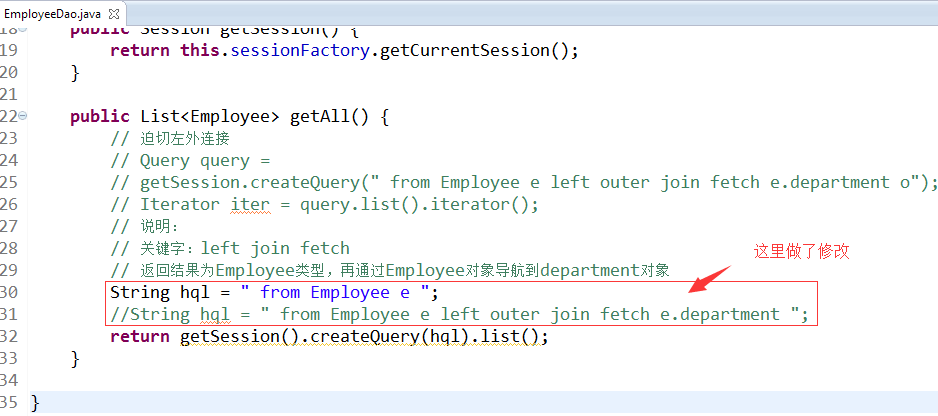 EmployeeDao.java
18 public Session getSession() {
19 return this.sessionFactory.getCurrentSession();
20 }
21
22 public List<Employee> getAll() {
23 // 迫切左外连接
24 // Query query =
25 // getSession.createQuery(" from Employee e left outer join fetch e.department o");
26 // Iterator iter = query.list().iterator();
27 // 说明：
28 // 关键字：left join fetch
这里做了修改
29 // 返回结果为Employee类型，再通过Employee对象导航到department对象
30 String hql = " from Employee e ";
31 //String hql = " from Employee e left outer join fetch e.department ";
32 return getSession().createQuery(hql).list();
33 }
34
35 }